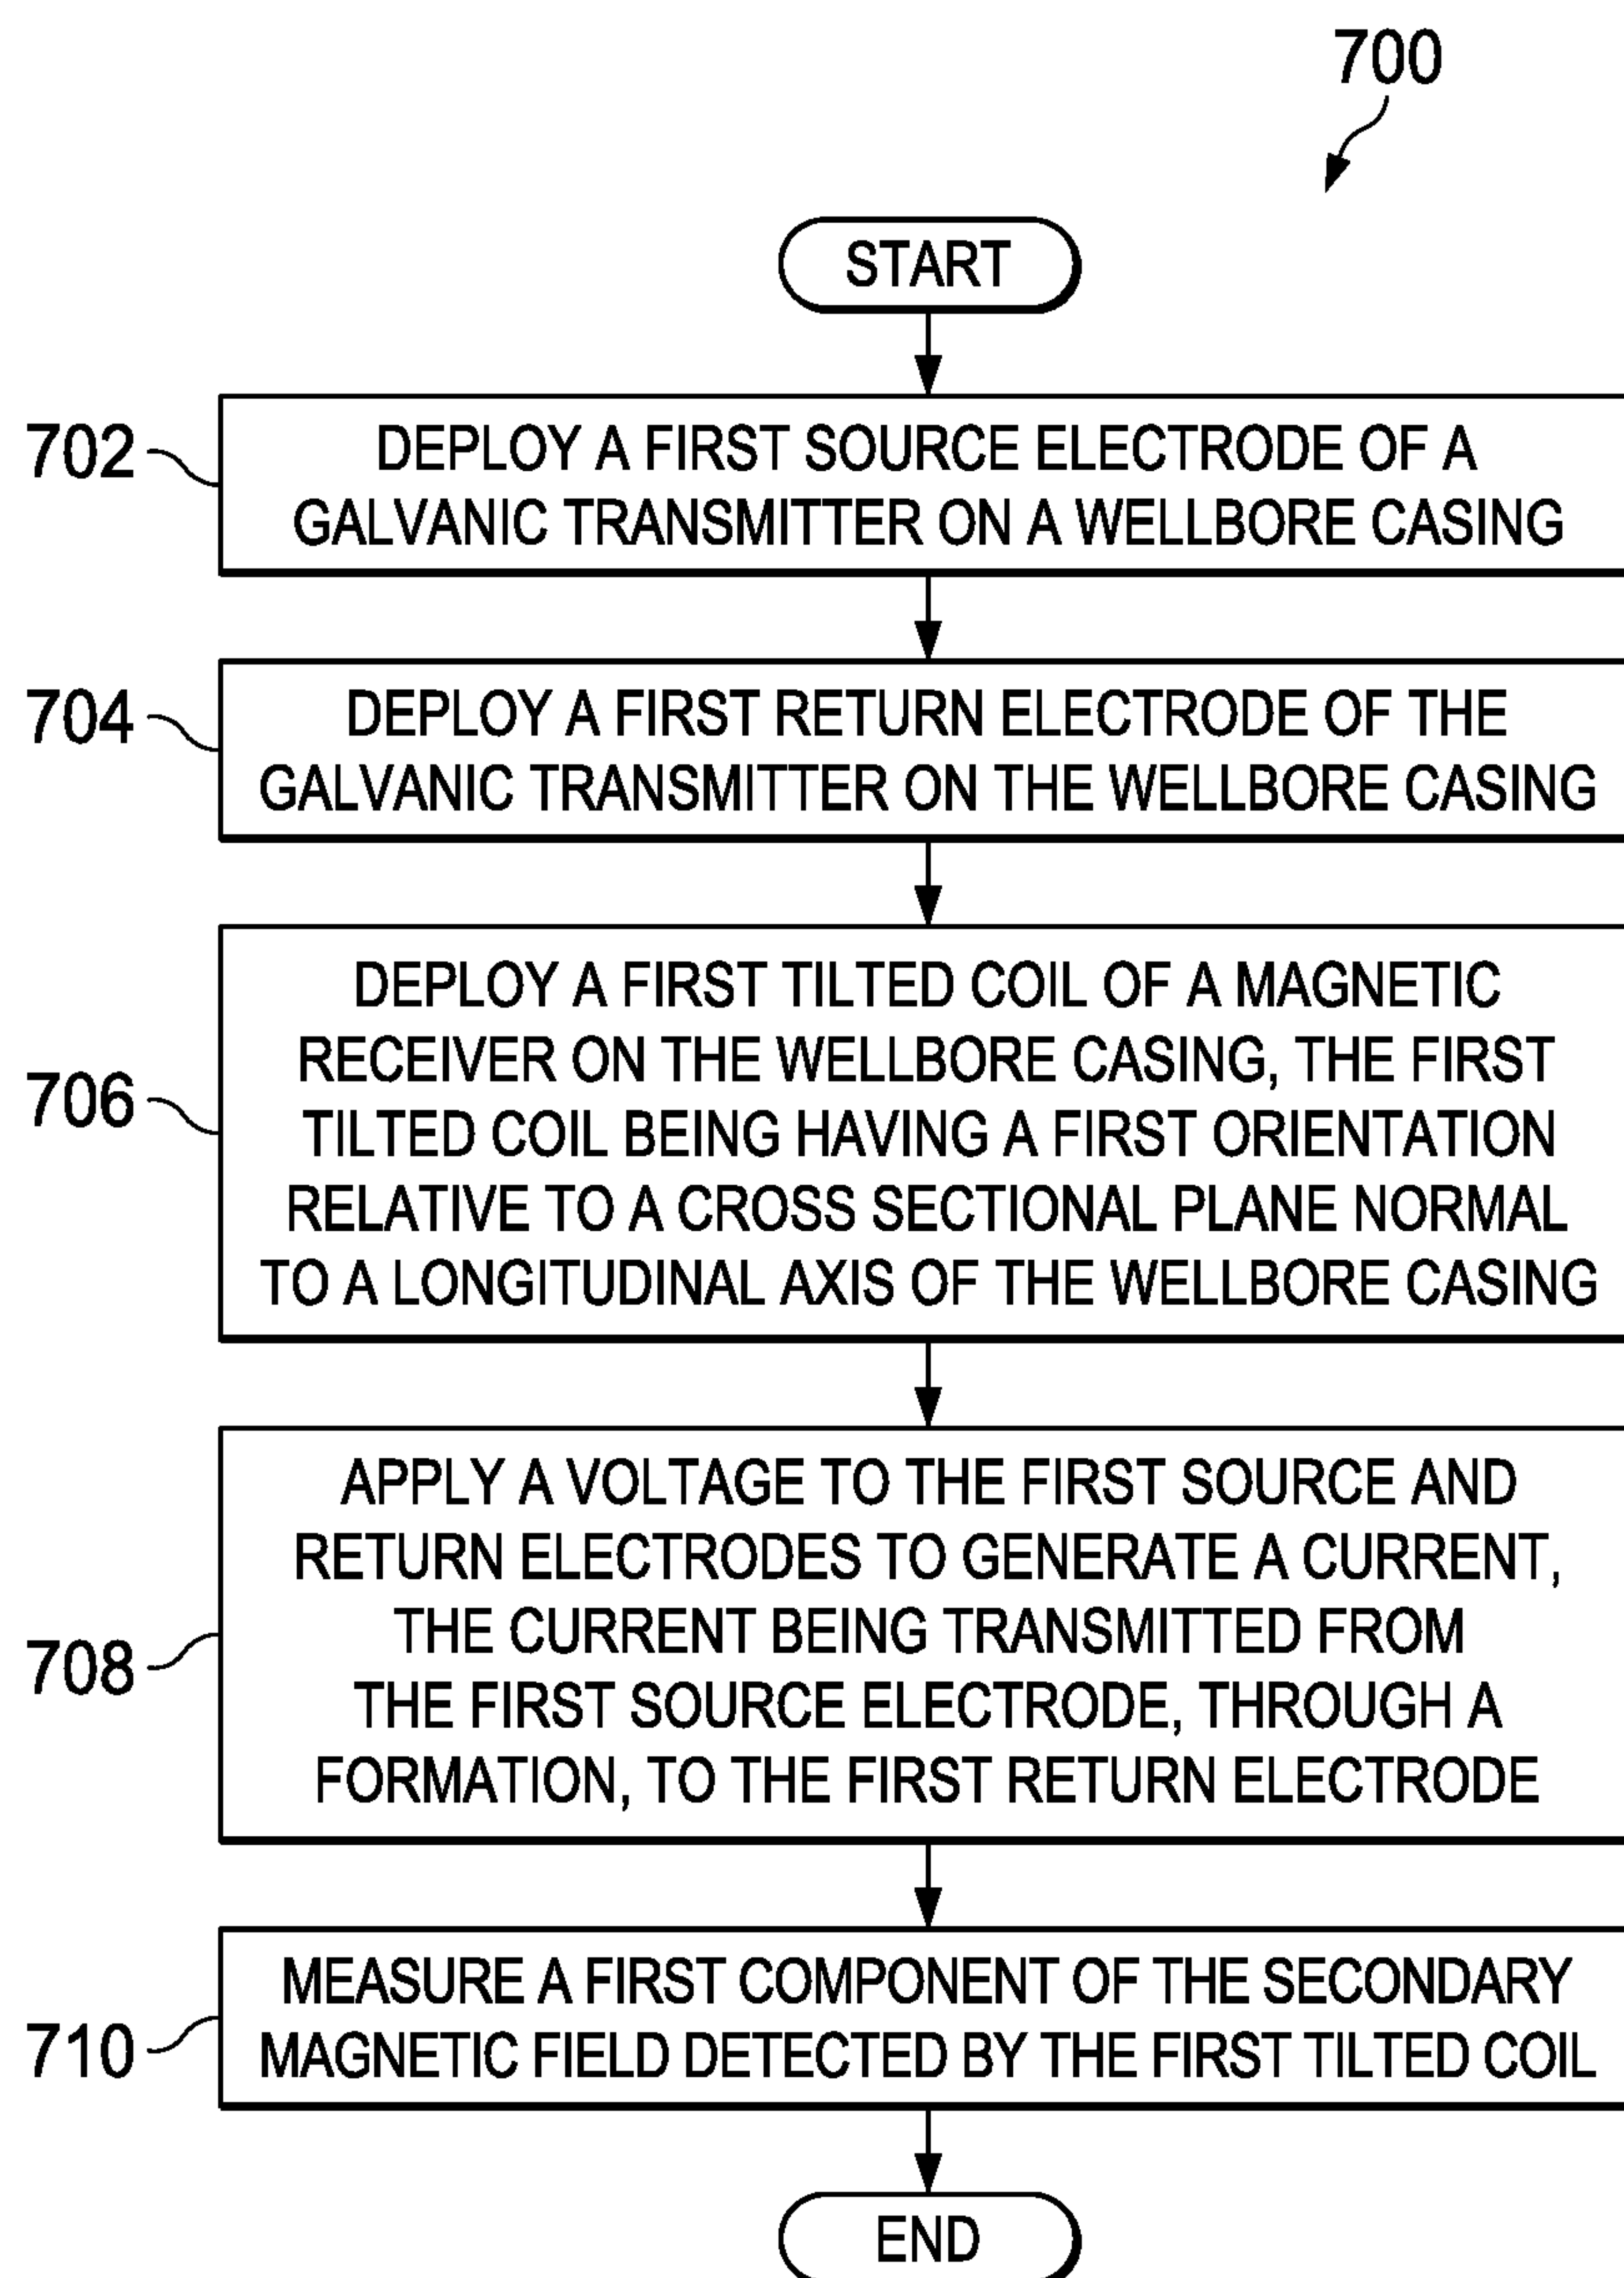 700
START
702
DEPLOY A FIRST SOURCE ELECTRODE OF A
GALVANIC TRANSMITTER ON A WELLBORE CASING
704
DEPLOY A FIRST RETURN ELECTRODE OF THE
GALVANIC TRANSMITTER ON THE WELLBORE CASING
706
DEPLOY A FIRST TILTED COIL OF A MAGNETIC
RECEIVER ON THE WELLBORE CASING, THE FIRST
TILTED COIL BEING HAVING A FIRST ORIENTATION
RELATIVE TO A CROSS SECTIONAL PLANE NORMAL
TO A LONGITUDINAL AXIS OF THE WELLBORE CASING
708
APPLY A VOLTAGE TO THE FIRST SOURCE AND
RETURN ELECTRODES TO GENERATE A CURRENT,
THE CURRENT BEING TRANSMITTED FROM
THE FIRST SOURCE ELECTRODE, THROUGH A
FORMATION, TO THE FIRST RETURN ELECTRODE
710
MEASURE A FIRST COMPONENT OF THE SECONDARY
MAGNETIC FIELD DETECTED BY THE FIRST TILTED COIL
END